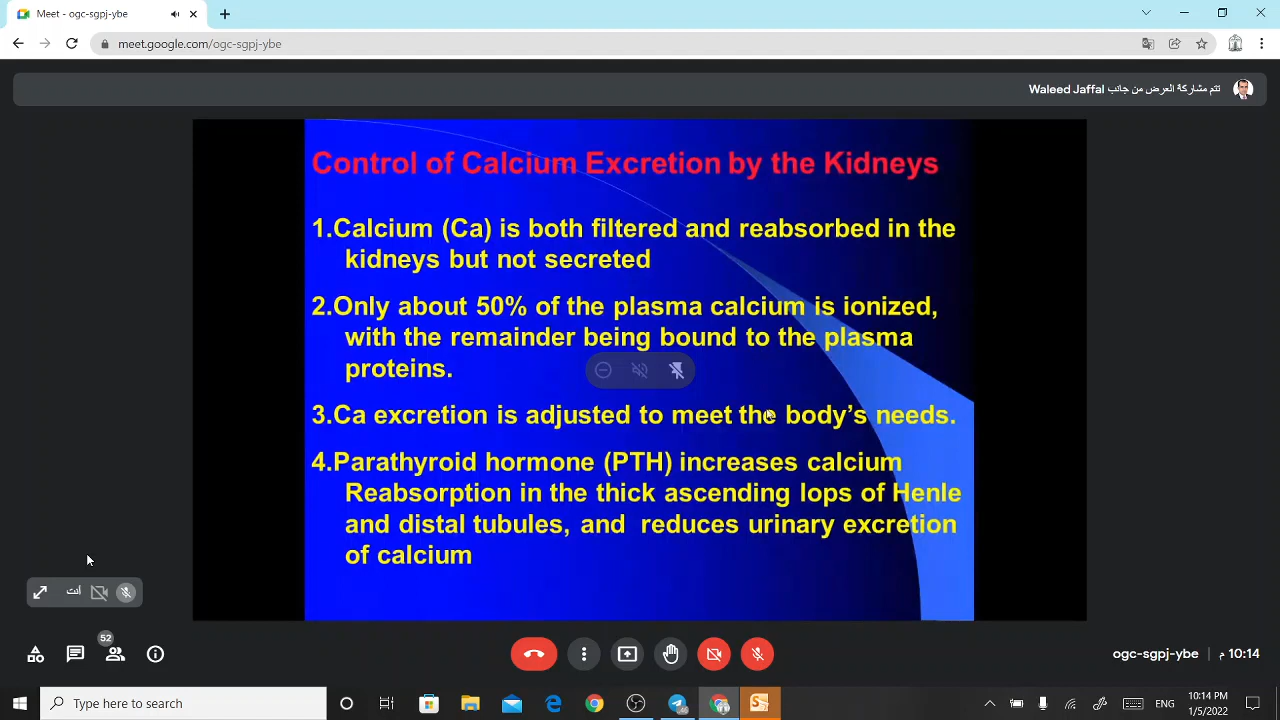 Meet - ogc-sgpj-ybe
meet.google.com/ogc-sgpj-ybe
تتم مشاركة العرض من جانب Waleed Jaffal
Control of Calcium Excretion by the Kidneys
1.Calcium (Ca) is both filtered and reabsorbed in the
kidneys but not secreted
2.Only about 50% of the plasma calcium is ionized,
with the remainder being bound to the plasma
proteins.
3.Ca excretion is adjusted to meet the body’s needs.
4.Parathyroid hormone (PTH) increases calcium
Reabsorption in the thick ascending lops of Henle
and distal tubules, and reduces urinary excretion
of calcium
انت
52
ogc-sgpj-ybe
10:14 م
Type here to search
ENG
10:14 PM
1/5/2022